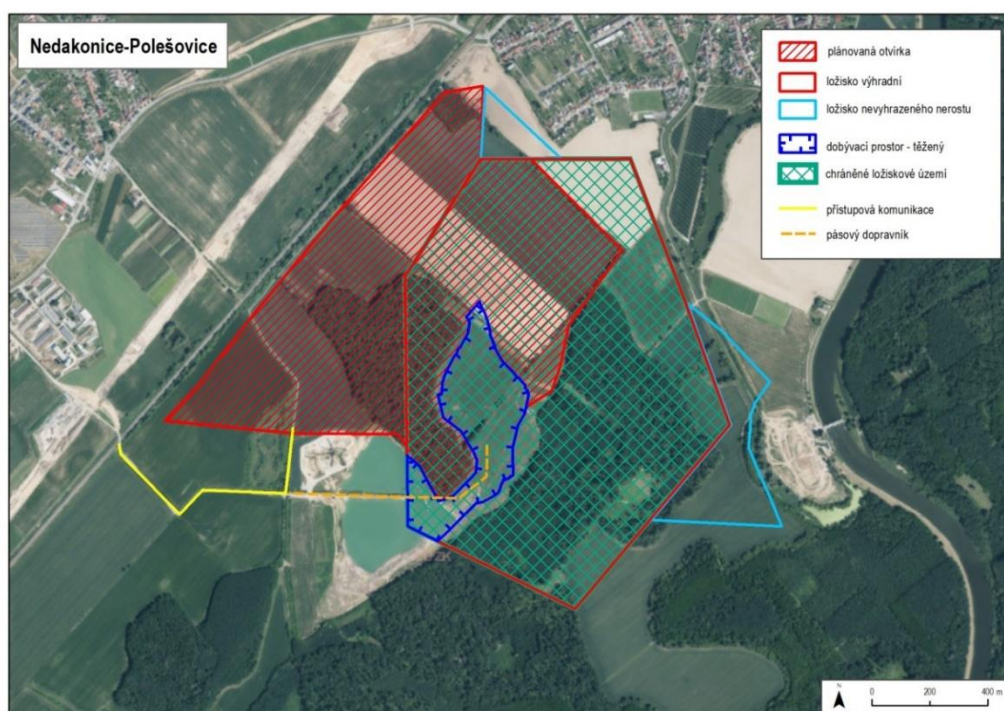 Nedakonice-Polešovice
plánovaná otvírka
ložisko výhradní
ložisko nevyhrazeného nerostu
dobývací prostor - těžený
chráněné ložiskové území
přístupová komunikace
pásový dopravník
N
0 200 400 m